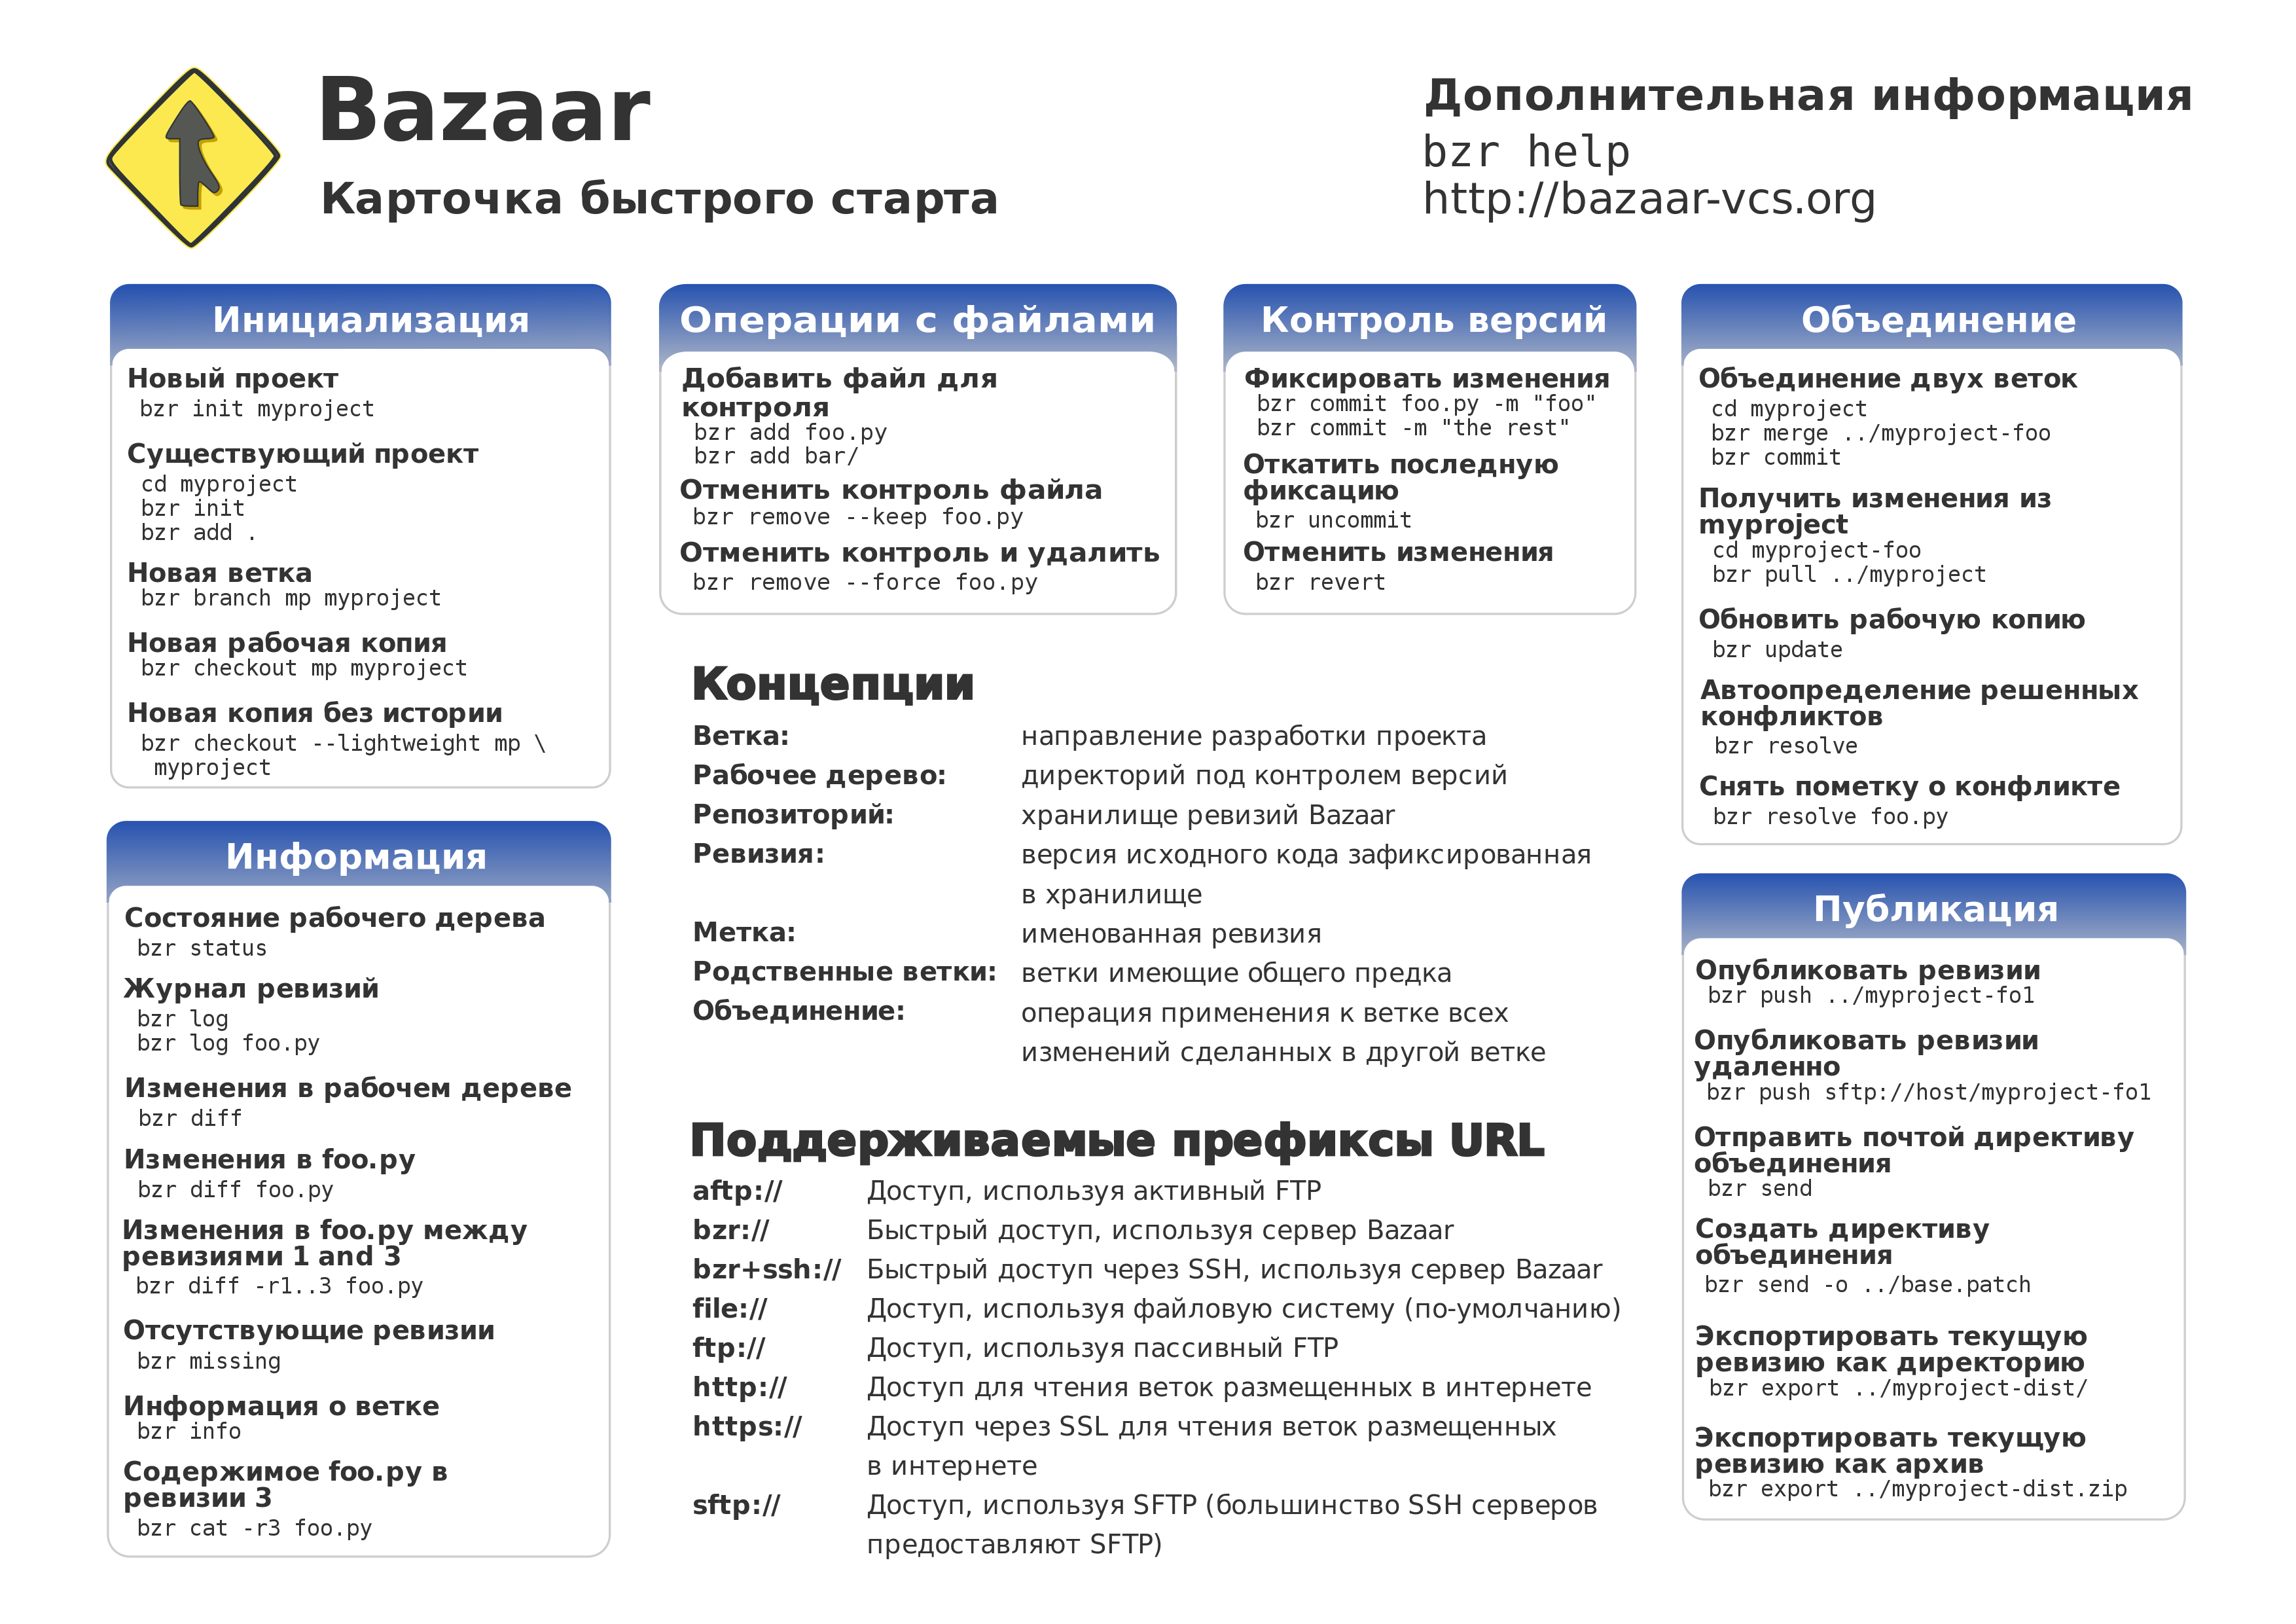 Bazaar
Карточка быстрого старта
Дополнительная информация
bzr help
http://bazaar-vcs.org
Инициализация
Новый проект
bzr init myproject
Существующий проект
cd myproject
bzr init
bzr add .
Новая ветка
bzr branch mp myproject
Новая рабочая копия
bzr checkout mp myproject
Новая копия без истории
bzr checkout --lightweight mp \
myproject
Информация
Состояние рабочего дерева
bzr status
Журнал ревизий
bzr log
bzr log foo.py
Изменения в рабочем дереве
bzr diff
Изменения в foo.py
bzr diff foo.py
Изменения в foo.py между
ревизиями 1 and 3
bzr diff -r1..3 foo.py
Отсутствующие ревизии
bzr missing
Информация о ветке
bzr info
Содержимое foo.py в
ревизии 3
bzr cat -r3 foo.py
Операции с файлами
Добавить файл для
контроля
bzr add foo.py
bzr add bar/
Отменить контроль файла
bzr remove --keep foo.py
Отменить контроль и удалить
bzr remove --force foo.py
Контроль версий
Фиксировать изменения
bzr commit foo.py -m "foo"
bzr commit -m "the rest"
Откатить последную
фиксацию
bzr uncommit
Отменить изменения
bzr revert
Концепции
Ветка: направление разработки проекта
Рабочее дерево: директорий под контролем версий
Репозиторий: хранилище ревизий Bazaar
Ревизия: версия исходного кода зафиксированная
в хранилище
Метка: именованная ревизия
Родственные ветки: ветки имеющие общего предка
Объединение: операция применения к ветке всех
изменений сделанных в другой ветке
Поддерживаемые префиксы URL
aftp:// Доступ, используя активный FTP
bzr:// Быстрый доступ, используя сервер Bazaar
bzr+ssh:// Быстрый доступ через SSH, используя сервер Bazaar
file:// Доступ, используя файловую систему (по-умолчанию)
ftp:// Доступ, используя пассивный FTP
http:// Доступ для чтения веток размещенных в интернете
https:// Доступ через SSL для чтения веток размещенных
в интернете
sftp:// Доступ, используя SFTP (большинство SSH серверов
предоставляют SFTP)
Объединение
Объединение двух веток
cd myproject
bzr merge ../myproject-foo
bzr commit
Получить изменения из
myproject
cd myproject-foo
bzr pull ../myproject
Обновить рабочую копию
bzr update
Автоопределение решенных
конфликтов
bzr resolve
Снять пометку о конфликте
bzr resolve foo.py
Публикация
Опубликовать ревизии
bzr push ../myproject-fo1
Опубликовать ревизии
удаленно
bzr push sftp://host/myproject-fo1
Отправить почтой директиву
объединения
bzr send
Создать директиву
объединения
bzr send -o ../base.patch
Экспортировать текущую
ревизию как директорию
bzr export ../myproject-dist/
Экспортировать текущую
ревизию как архив
bzr export ../myproject-dist.zip